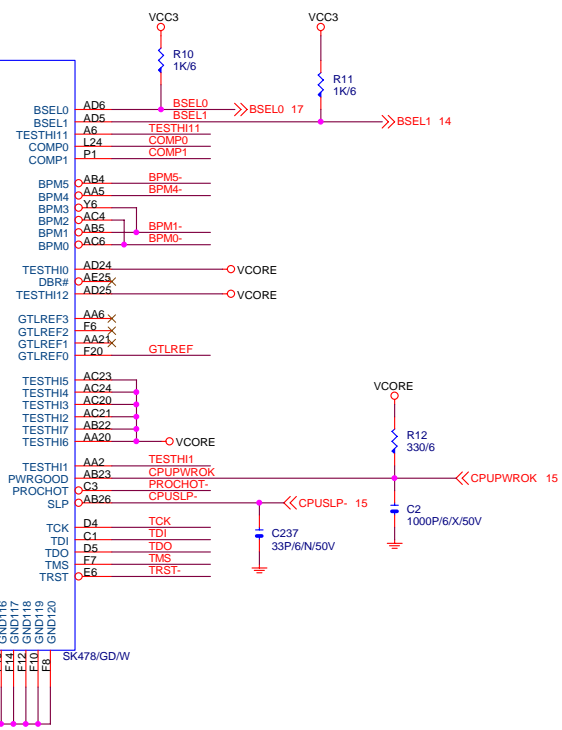 VCC3 VCC3
R10
1K/6
R11
1K/6
BSEL0 AD6 BSEL0 BSEL0 17
BSEL1 AD5 BSEL1 BSEL1 14
TESTHI11 A6 TESTHI11
COMP0 L24 COMP0
COMP1 P1 COMP1
BPM5 AB4 BPM5-
BPM4 AA5 BPM4-
BPM3 Y6
BPM2 AC4
BPM1 AB5 BPM1-
BPM0 AC6 BPM0-
TESTHI0 AD24 VCORE
DBR# AE25
TESTHI12 AD25 VCORE
GTLREF3 AA6
GTLREF2 F6
GTLREF1 AA21
GTLREF0 F20 GTLREF
TESTHI5 AC23
TESTHI4 AC24
TESTHI3 AC20
TESTHI2 AC21
TESTHI7 AB22
TESTHI6 AA20 VCORE
VCORE
R12
330/6
TESTHI1 AA2 TESTHI1
PWRGOOD AB23 CPUPWROK CPUPWROK 15
PROCHOT C3 PROCHOT-
SLP AB26 CPUSLP- CPUSLP- 15
C2
1000P/6/X/50V
C237
33P/6/N/50V
TCK D4 TCK
TDI C1 TDI
TDO D5 TDO
TMS F7 TMS
TRST E6 TRST-
GND116
GND117
GND118
GND119
GND120
F14
F12
F10
F8
SK478/GD/W